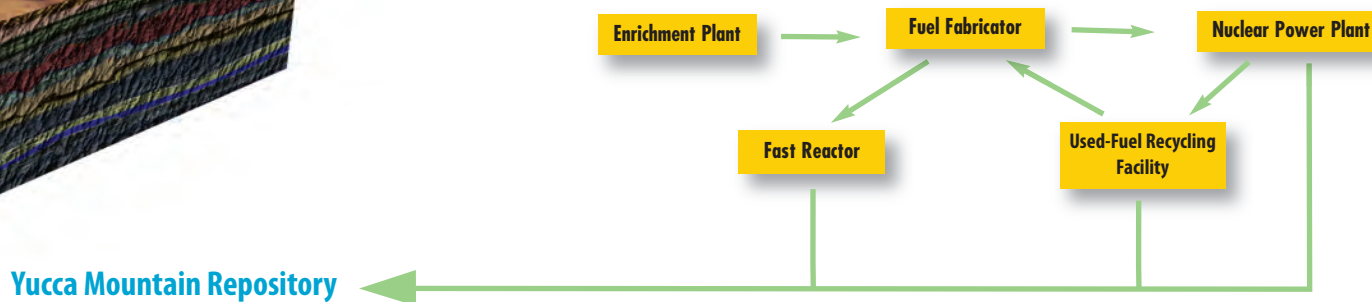 Enrichment Plant
Fuel Fabricator
Nuclear Power Plant
Fast Reactor
Used-Fuel Recycling
Facility
Yucca Mountain Repository